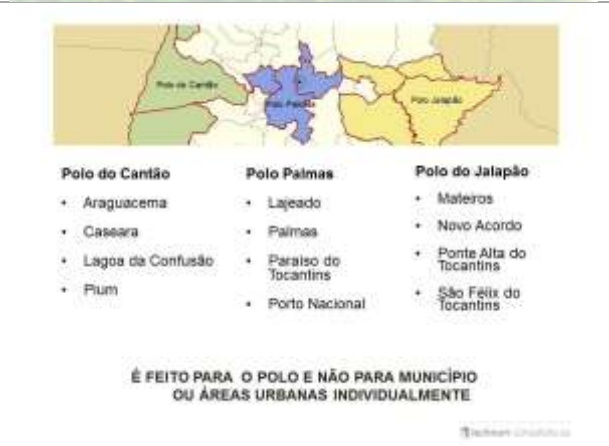 Polo do Cantão
Polo Palmas
Polo Jalapão
Polo do Cantão
• Araguacema
• Caseara
• Lagoa da Confusão
• Pium
Polo Palmas
• Lajeado
• Palmas
• Paraíso do
Tocantins
• Porto Nacional
Polo do Jalapão
• Mateiros
• Novo Acordo
• Ponte Alta do
Tocantins
• São Félix do
Tocantins
É FEITO PARA O POLO E NÃO PARA MUNICÍPIO
OU ÁREAS URBANAS INDIVIDUALMENTE